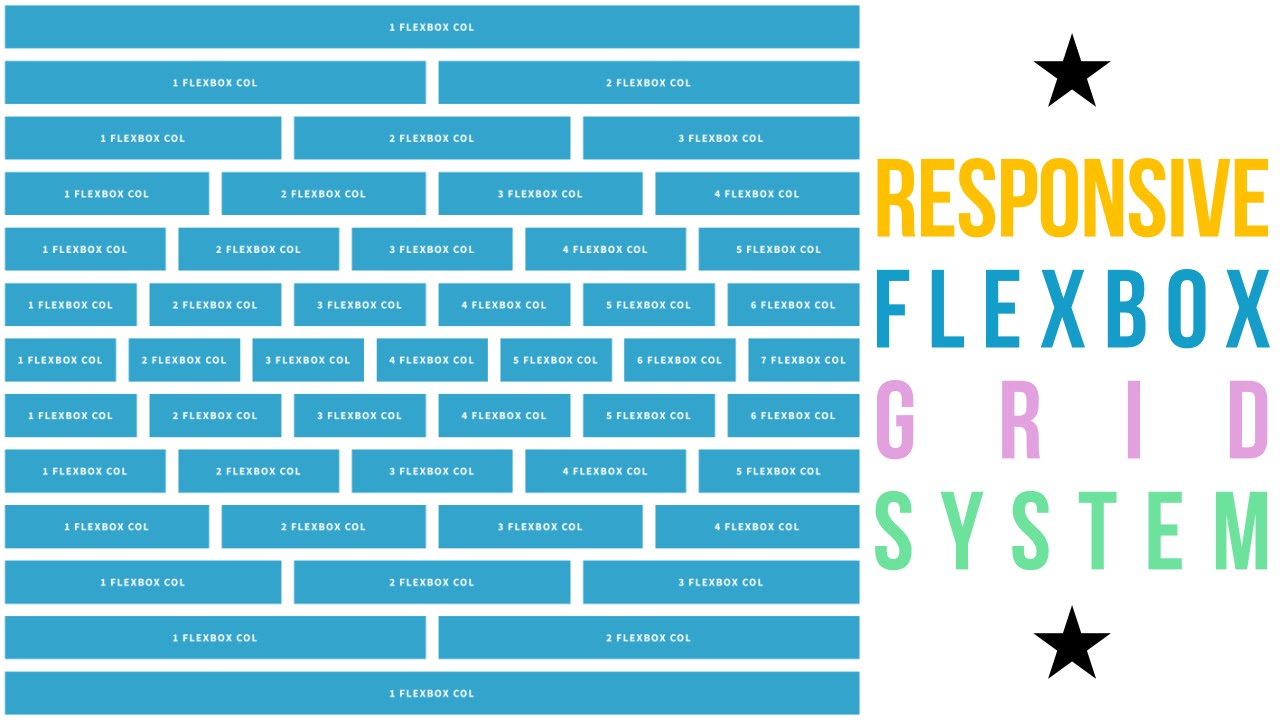 1 FLEXBOX COL
1 FLEXBOX COL 2 FLEXBOX COL
1 FLEXBOX COL 2 FLEXBOX COL 3 FLEXBOX COL
1 FLEXBOX COL 2 FLEXBOX COL 3 FLEXBOX COL 4 FLEXBOX COL
1 FLEXBOX COL 2 FLEXBOX COL 3 FLEXBOX COL 4 FLEXBOX COL 5 FLEXBOX COL
1 FLEXBOX COL 2 FLEXBOX COL 3 FLEXBOX COL 4 FLEXBOX COL 5 FLEXBOX COL 6 FLEXBOX COL
1 FLEXBOX COL 2 FLEXBOX COL 3 FLEXBOX COL 4 FLEXBOX COL 5 FLEXBOX COL 6 FLEXBOX COL 7 FLEXBOX COL
1 FLEXBOX COL 2 FLEXBOX COL 3 FLEXBOX COL 4 FLEXBOX COL 5 FLEXBOX COL 6 FLEXBOX COL
1 FLEXBOX COL 2 FLEXBOX COL 3 FLEXBOX COL 4 FLEXBOX COL 5 FLEXBOX COL
1 FLEXBOX COL 2 FLEXBOX COL 3 FLEXBOX COL 4 FLEXBOX COL
1 FLEXBOX COL 2 FLEXBOX COL 3 FLEXBOX COL
1 FLEXBOX COL 2 FLEXBOX COL
1 FLEXBOX COL
RESPONSIVE
FLEXBOX
GRID
SYSTEM